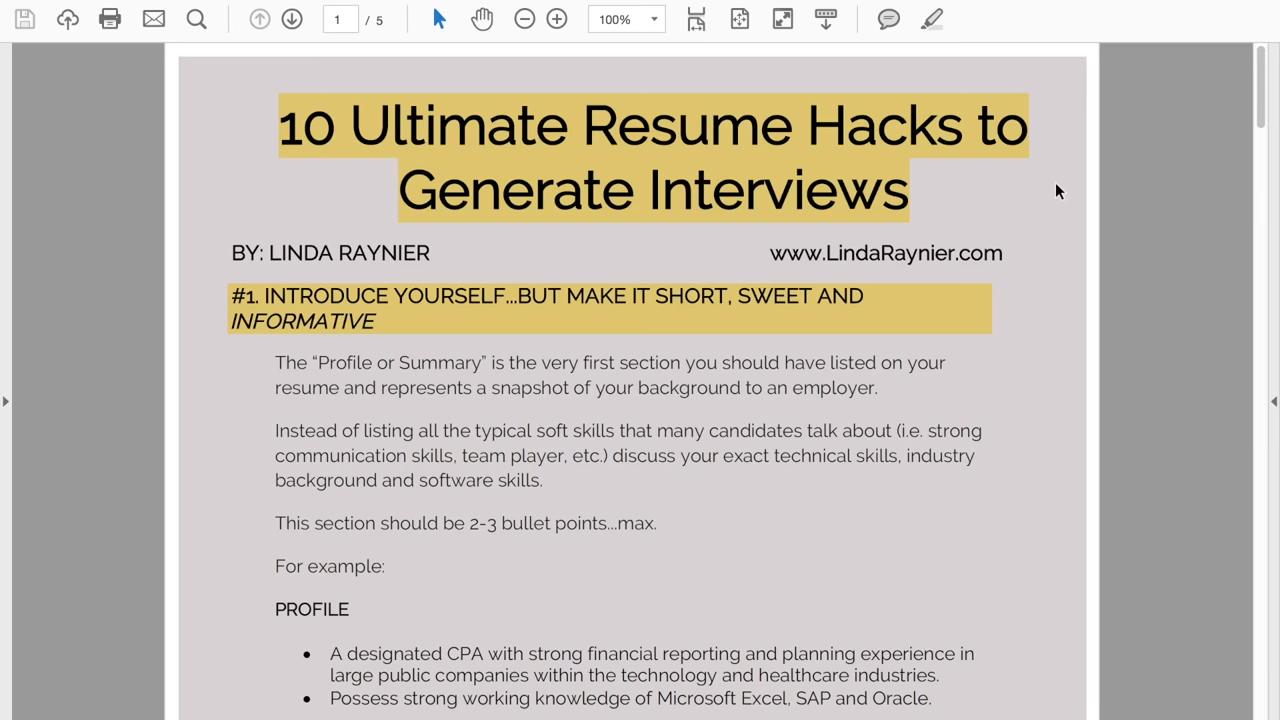 1 / 5
100%
10 Ultimate Resume Hacks to
Generate Interviews
BY: LINDA RAYNIER
www.LindaRaynier.com
#1. INTRODUCE YOURSELF...BUT MAKE IT SHORT, SWEET AND
INFORMATIVE
The “Profile or Summary” is the very first section you should have listed on your
resume and represents a snapshot of your background to an employer.
Instead of listing all the typical soft skills that many candidates talk about (i.e. strong
communication skills, team player, etc.) discuss your exact technical skills, industry
background and software skills.
This section should be 2-3 bullet points...max.
For example:
PROFILE
• A designated CPA with strong financial reporting and planning experience in
large public companies within the technology and healthcare industries.
• Possess strong working knowledge of Microsoft Excel, SAP and Oracle.